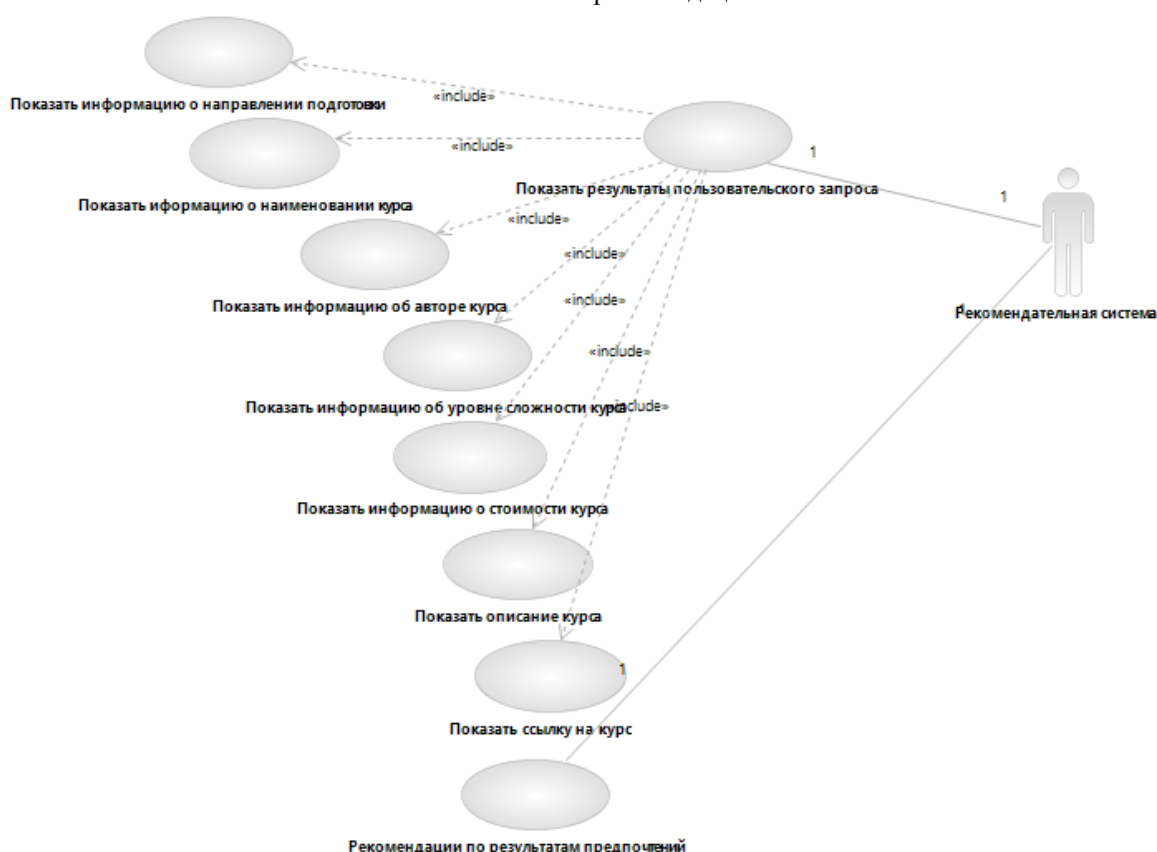 Показать информацию о направлении подготовки
«include»
«include»
Показать результаты пользовательского запроса
1
1
Показать иформацию о наименовании курса
«include»
«include»
Показать информацию об авторе курса
«include»
1
Рекомендательная система
«include»
Показать информацию об уровне сложности курса
«include»
Показать информацию о стоимости курса
Показать описание курса
1
Показать ссылку на курс
Рекомендации по результатам предпочтений